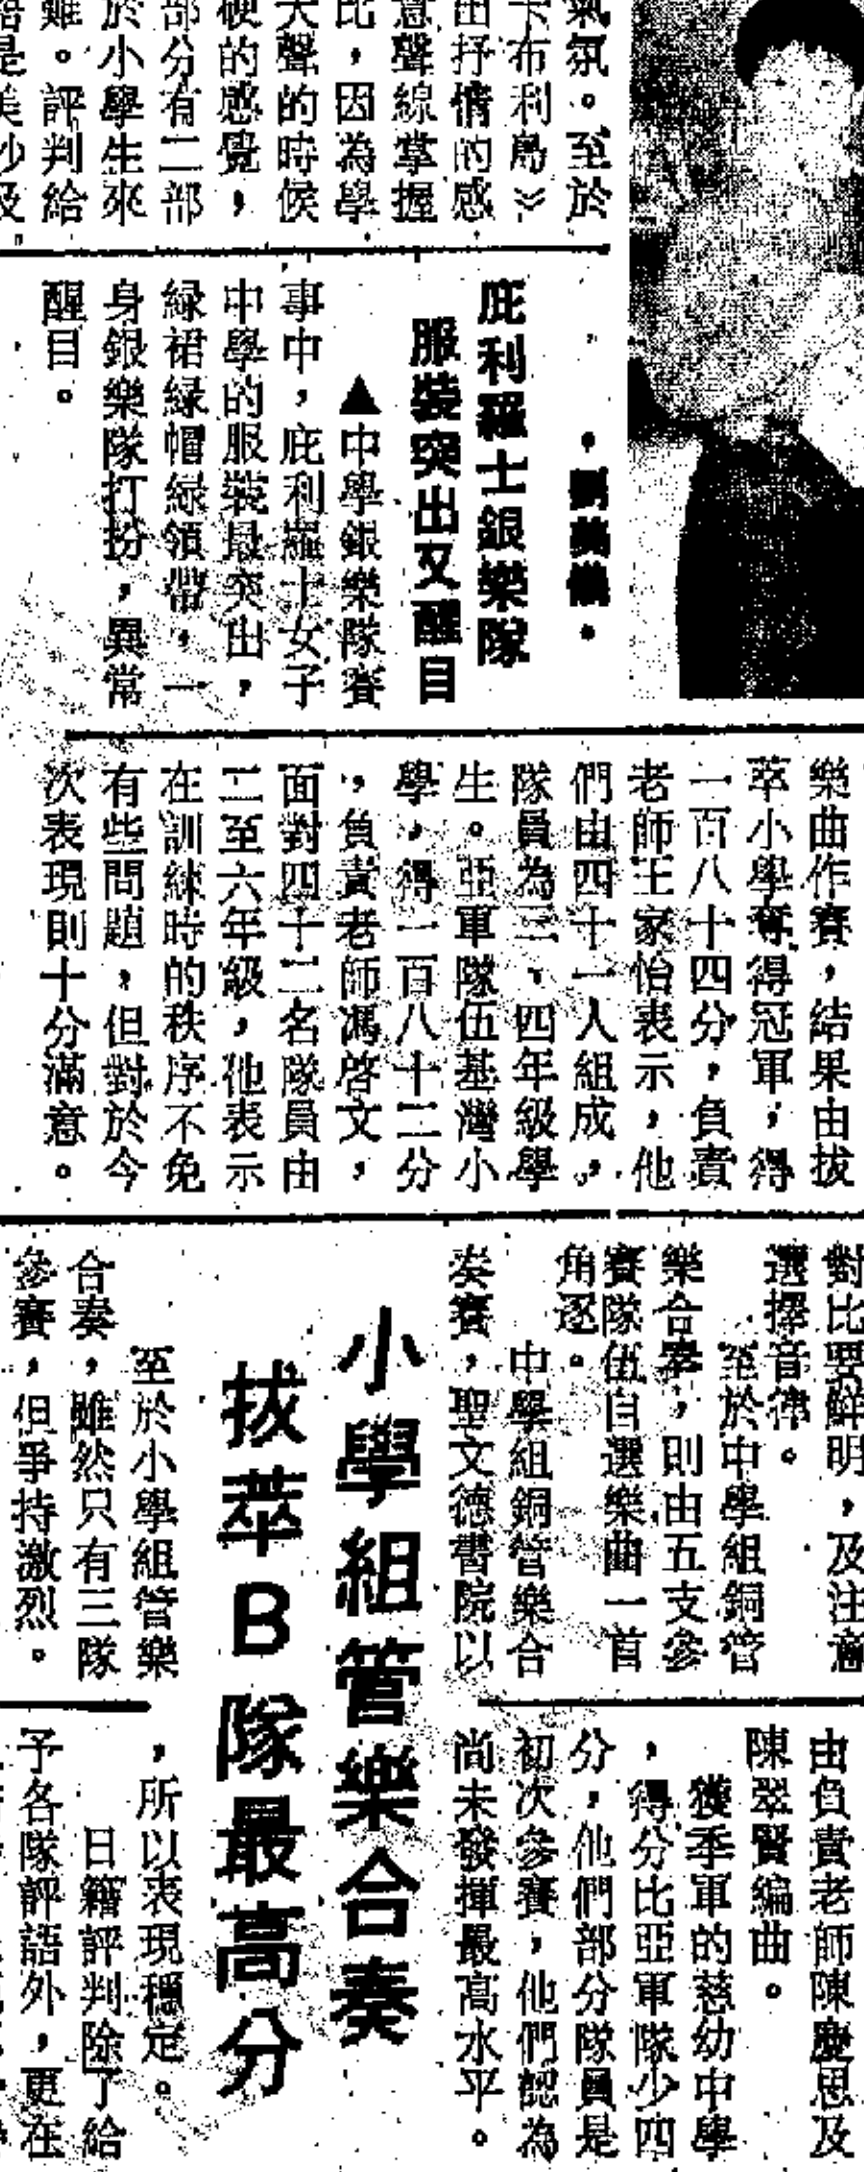 氣氛。至於
卡布利島》
由抒情的感
意聲線掌握
比，因為學
大聲的時候
硬的感覺，
部分有二部
於小學生來
難。評判給
語是美妙及
庇利羅士銀樂隊
服裝突出又醒目
▲中學銀樂隊賽
事中，庇利羅士女子
中學的服裝最突出，
綠裙綠帽綠領帶，一
身銀樂隊打扮，異常
醒目。
樂曲作賽，結果由拔
萃小學奪得冠軍，得
一百八十四分，負責
老師王家怡表示，他
們由四十一人組成，
隊員為三、四年級學
生。亞軍隊伍基灣小
學，得一百八十二分
，負責老師馮啓文，
面對四十二名隊員由
二至六年級，他表示
在訓練時的秩序不免
有些問題，但對於今
次表現則十分滿意。
對比要鮮明，及注意
選擇音律。
至於中學組銅管
樂合奏，則由五支參
賽隊伍自選樂曲一首
角逐。
中學組銅管樂合
奏賽，聖文德書院以
小學組管樂合奏
拔萃B隊最高分
至於小學組管樂
合奏，雖然只有三隊
參賽，但爭持激烈。
由負責老師陳慶思及
陳翠賢編曲。
獲季軍的慈幼中學
，得分比亞軍隊少四
分，他們部分隊員是
初次參賽，他們認為
尚未發揮最高水平。
，所以表現穩定。
日籍評判除了給
予各隊評語外，更在